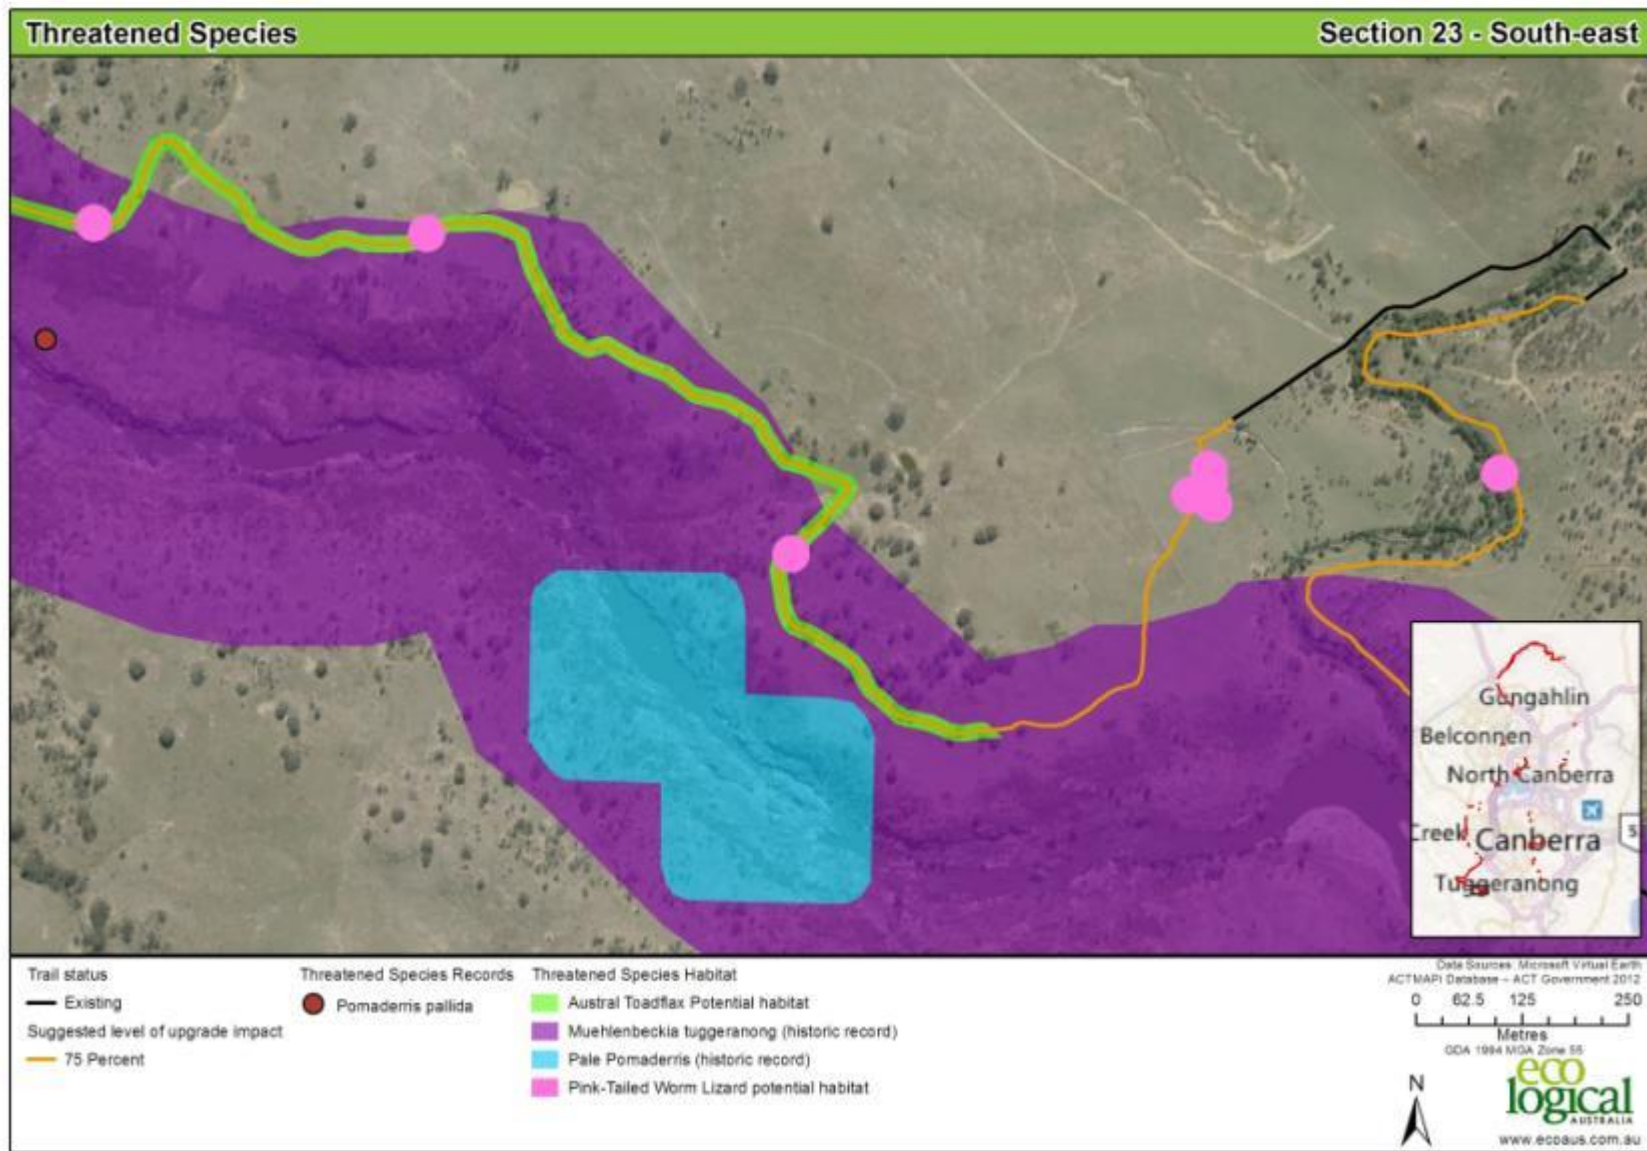 Threatened Species
Section 23 - South-east
Gungahlin
Belconnen
North Canberra
Creek
Canberra
5
Tuggeranong
Trail status
Existing
Suggested level of upgrade impact
75 Percent
Threatened Species Records
Pomaderris pallida
Threatened Species Habitat
Austral Toadflax Potential habitat
Muehlenbeckia tuggeranong (historic record)
Pale Pomaderris (historic record)
Pink-Tailed Worm Lizard potential habitat
Data Sources: Microsoft Virtual Earth
ACTMAPi Database - ACT Government 2012
0 62.5 125 250
Metres
GDA 1994 MGA Zone 55
N
eco
logical
AUSTRALIA
www.ecoaus.com.au